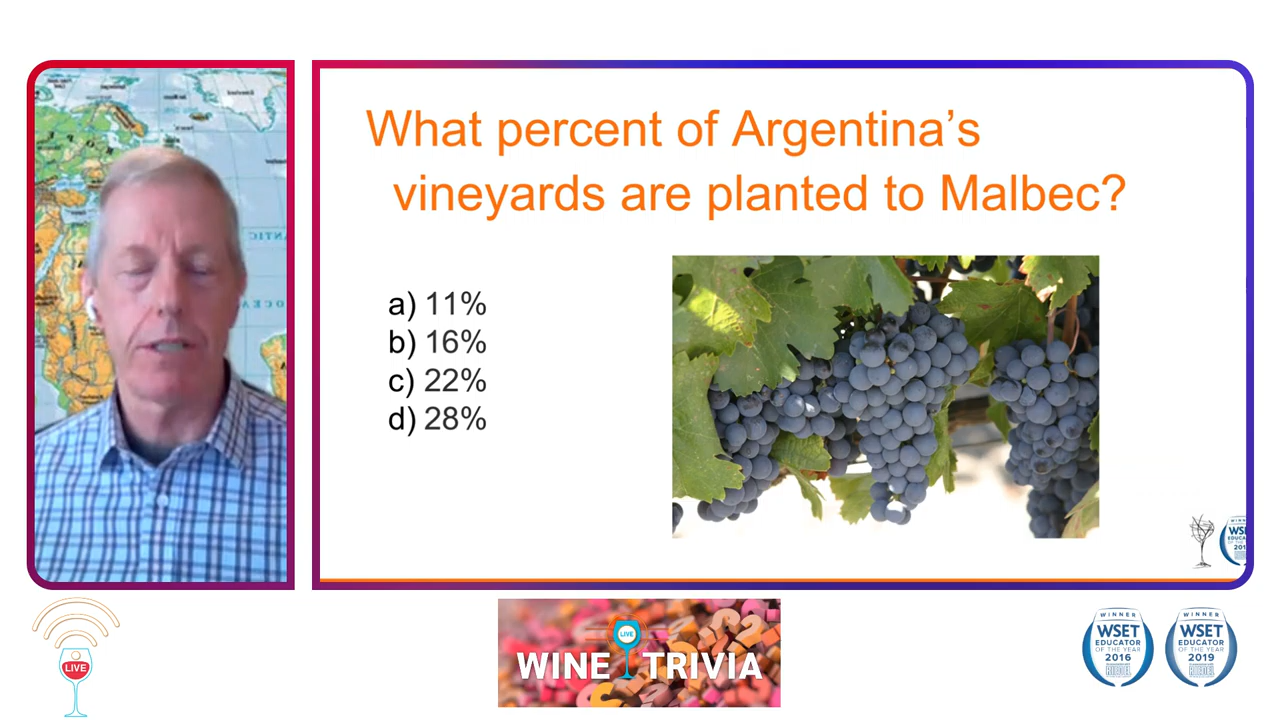 What percent of Argentina’s
vineyards are planted to Malbec?
a) 11%
b) 16%
c) 22%
d) 28%
LIVE
LIVE
WINE TRIVIA
WINNER
WSET
EDUCATOR
OF THE YEAR
2016
WINNER
WSET
EDUCATOR
OF THE YEAR
2019